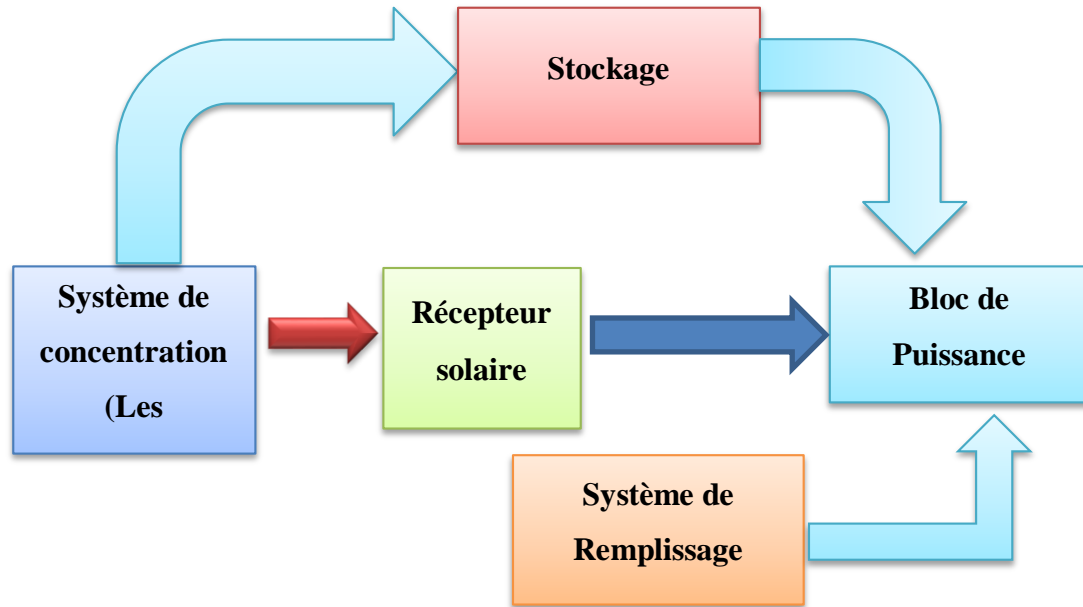 Stockage
Système de
concentration
(Les
Récepteur
solaire
Bloc de
Puissance
Système de
Remplissage